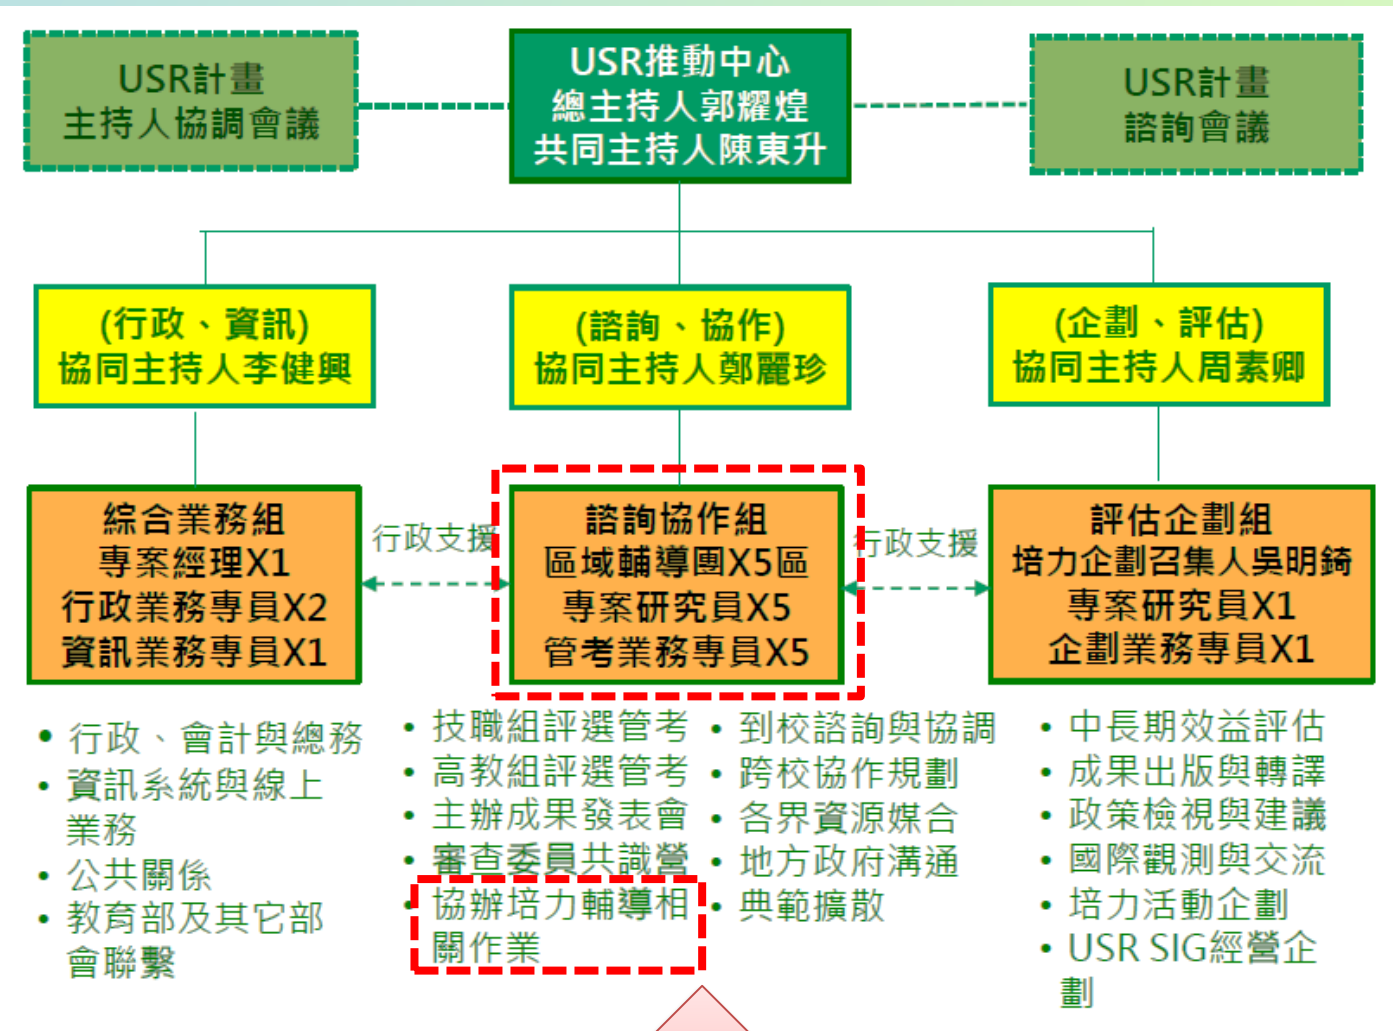 USR計畫
主持人協調會議
USR推動中心
總主持人郭耀煌
共同主持人陳東升
USR計畫
諮詢會議
(行政、資訊)
協同主持人李健興
(諮詢、協作)
協同主持人鄭麗珍
(企劃、評估)
協同主持人周素卿
綜合業務組
專案經理X1
行政業務專員X2
資訊業務專員X1
行政支援
諮詢協作組
區域輔導團X5區
專案研究員X5
管考業務專員X5
行政支援
評估企劃組
培力企劃召集人吳明錡
專案研究員X1
企劃業務專員X1
• 行政、會計與總務
• 資訊系統與線上
業務
• 公共關係
• 教育部及其它部
會聯繫
• 技職組評選管考
• 高教組評選管考
• 主辦成果發表會
• 審查委員共識營
• 協辦培力輔導相
關作業
• 到校諮詢與協調
• 跨校協作規劃
• 各界資源媒合
• 地方政府溝通
• 典範擴散
• 中長期效益評估
• 成果出版與轉譯
• 政策檢視與建議
• 國際觀測與交流
• 培力活動企劃
• USR SIG經營企
劃